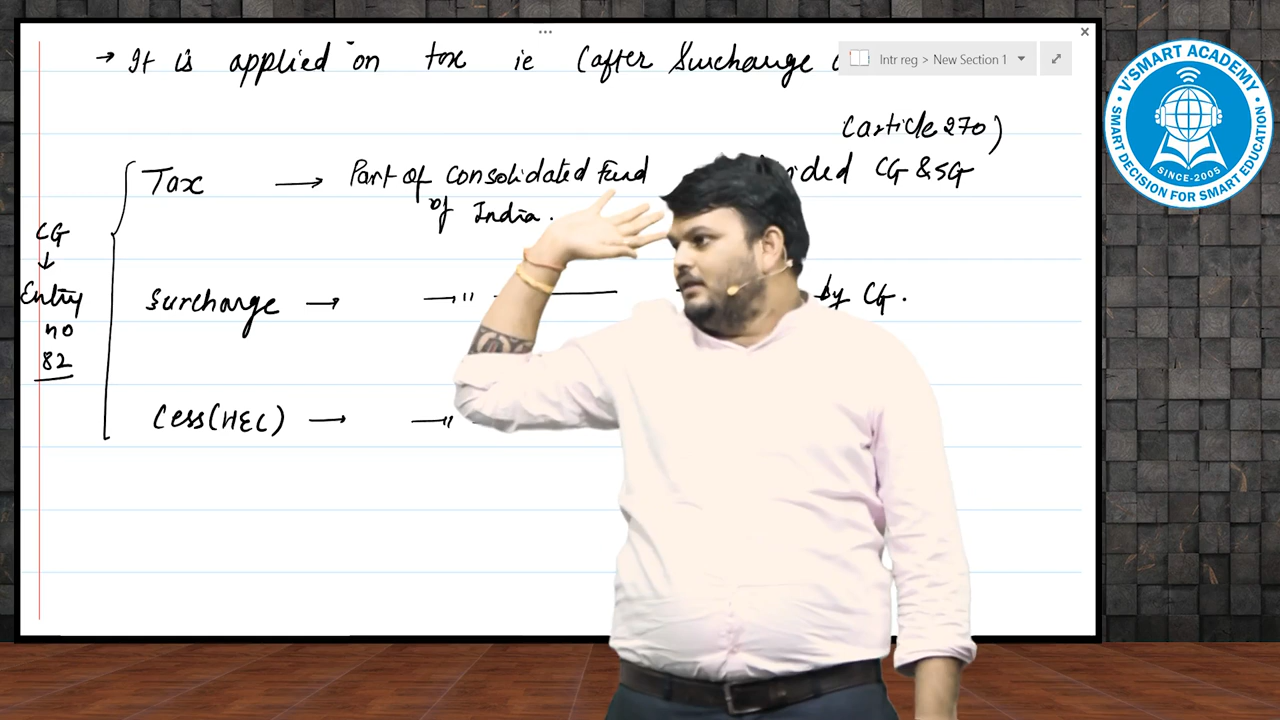 → It is applied on tax ie (after Surcharge
Intr reg > New Section 1
(article 270)
Tax → Part of consolidated Fund CG & SG
of India.
CG
↓
Entry
no
82
Surcharge → —〃— by CG.
Cess(HEC) → —〃
V'SMART ACADEMY
SINCE-2005
SMART DECISION FOR SMART EDUCATION